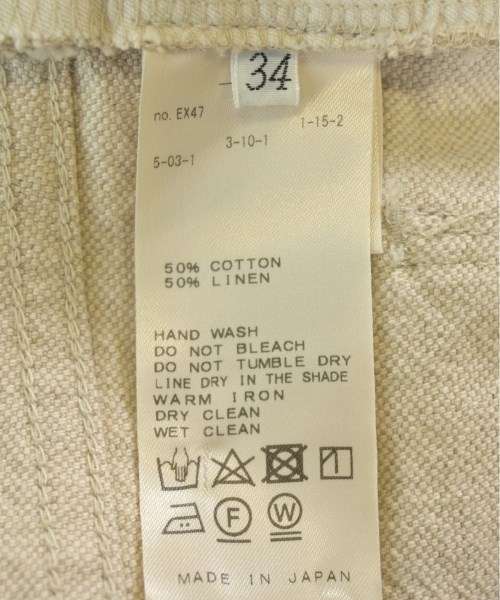 34
no. EX47
1-15-2
3-10-1
5-03-1
50% COTTON
50% LINEN
HAND WASH
DO NOT BLEACH
DO NOT TUMBLE DRY
LINE DRY IN THE SHADE
WARM IRON
DRY CLEAN
WET CLEAN
F W
MADE IN JAPAN